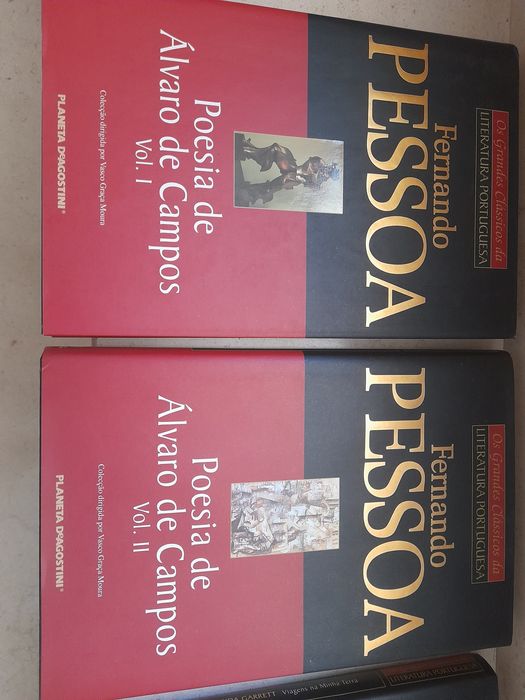 Os Grandes Clássicos da
LITERATURA PORTUGUESA
Fernando
PESSOA
Poesia de
Álvaro de Campos
Vol. I
Colecção dirigida por Vasco Graça Moura
PLANETA DeAGOSTINI®
Os Grandes Clássicos da
LITERATURA PORTUGUESA
Fernando
PESSOA
Poesia de
Álvaro de Campos
Vol. II
Colecção dirigida por Vasco Graça Moura
PLANETA DeAGOSTINI®
GARRETT Viagens na Minha Terra
LITERATURA PORTUGUESA